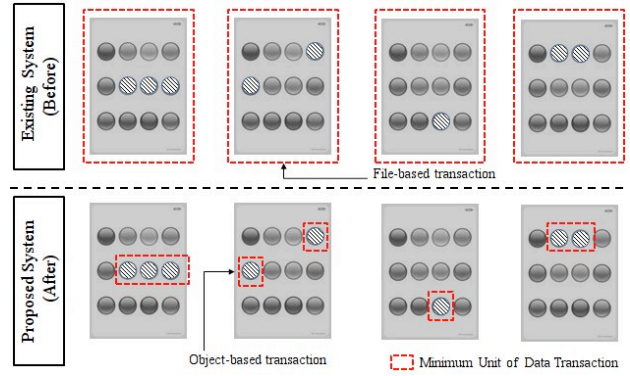 Existing System
(Before)
File-based transaction
Proposed System
(After)
Object-based transaction
Minimum Unit of Data Transaction